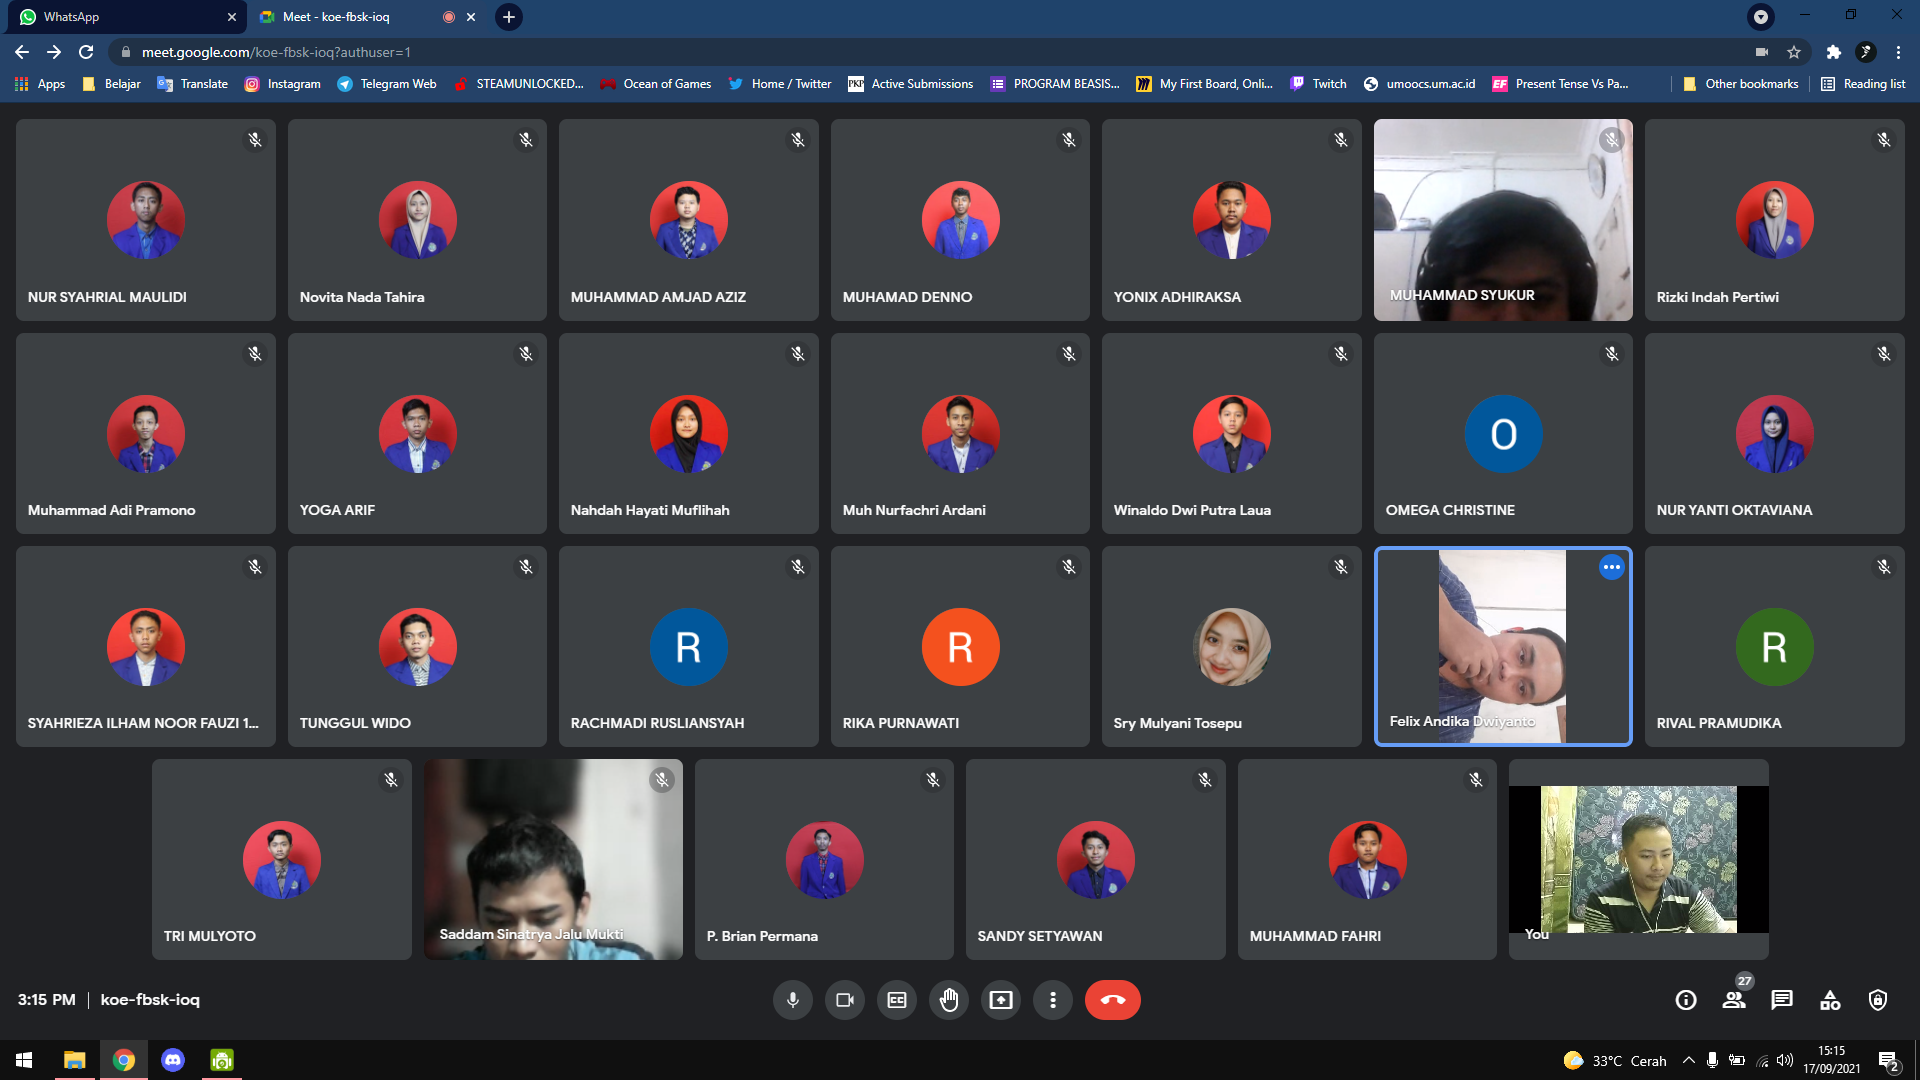 WhatsApp
Meet - koe-fbsk-ioq
meet.google.com/koe-fbsk-ioq?authuser=1
Apps Belajar Translate Instagram Telegram Web STEAMUNLOCKED... Ocean of Games Home / Twitter PKP Active Submissions PROGRAM BEASIS... My First Board, Onli... Twitch umoocs.um.ac.id EF Present Tense Vs Pa... Other bookmarks Reading list
NUR SYAHRIAL MAULIDI
Novita Nada Tahira
MUHAMMAD AMJAD AZIZ
MUHAMAD DENNO
YONIX ADHIRAKSA
MUHAMMAD SYUKUR
Rizki Indah Pertiwi
Muhammad Adi Pramono
YOGA ARIF
Nahdah Hayati Muflihah
Muh Nurfachri Ardani
Winaldo Dwi Putra Laua
O
OMEGA CHRISTINE
NUR YANTI OKTAVIANA
SYAHRIEZA ILHAM NOOR FAUZI 1...
TUNGGUL WIDO
R
RACHMADI RUSLIANSYAH
R
RIKA PURNAWATI
Sry Mulyani Tosepu
Felix Andika Dwiyanto
R
RIVAL PRAMUDIKA
TRI MULYOTO
Saddam Sinatrya Jalu Mukti
P. Brian Permana
SANDY SETYAWAN
MUHAMMAD FAHRI
You
3:15 PM | koe-fbsk-ioq
27
33°C Cerah
15:15
17/09/2021
2